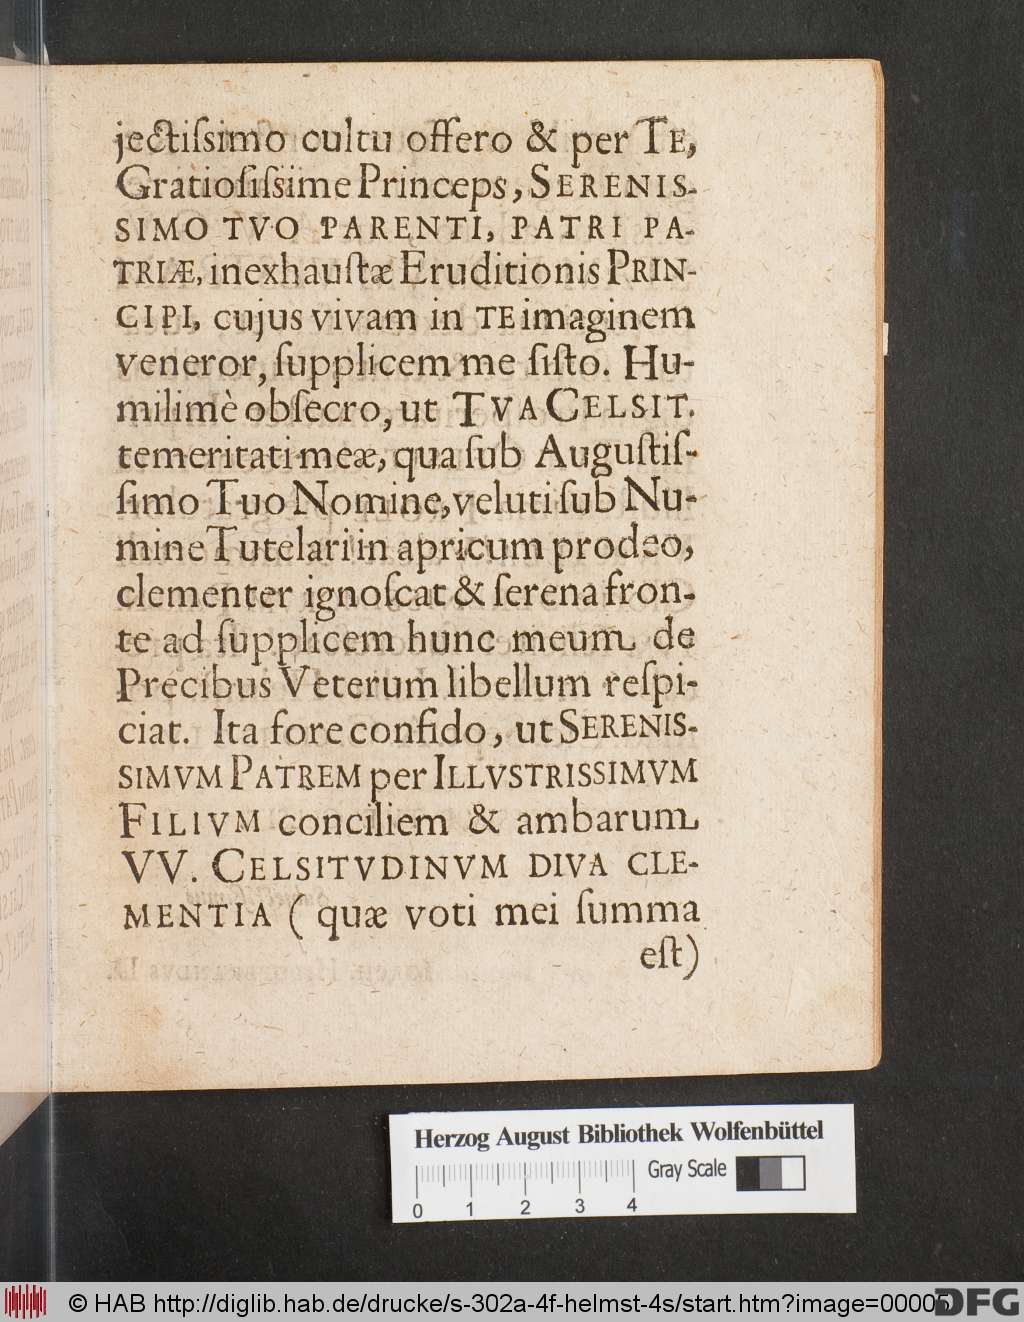 jectiſsimo cultu offero & per TE,
Gratioſiſsime Princeps, SERENIS-
SIMO TVO PARENTI, PATRI PA-
TRIÆ, inexhauſtæ Eruditionis PRIN-
CIPI, cujus vivam in TE imaginem
veneror, ſupplicem me ſiſto. Hu-
milimè obſecro, ut TVA CELSIT.
temeritati meæ, qua ſub Auguſtiſ-
ſimo Tuo Nomine, veluti ſub Nu-
mine Tutelari in apricum prodeo,
clementer ignoſcat & ſerena fron-
te ad ſupplicem hunc meum de
Precibus Veterum libellum reſpi-
ciat. Ita fore confido, ut SERENIS-
SIMVM PATREM per ILLVSTRISSIMVM
FILIVM conciliem & ambarum
VV. CELSITVDINVM DIVA CLE-
MENTIA (quæ voti mei ſumma
eſt)
Herzog August Bibliothek Wolfenbüttel
Gray Scale
0 1 2 3 4
© HAB http://diglib.hab.de/drucke/s-302a-4f-helmst-4s/start.htm?image=00005
DFG